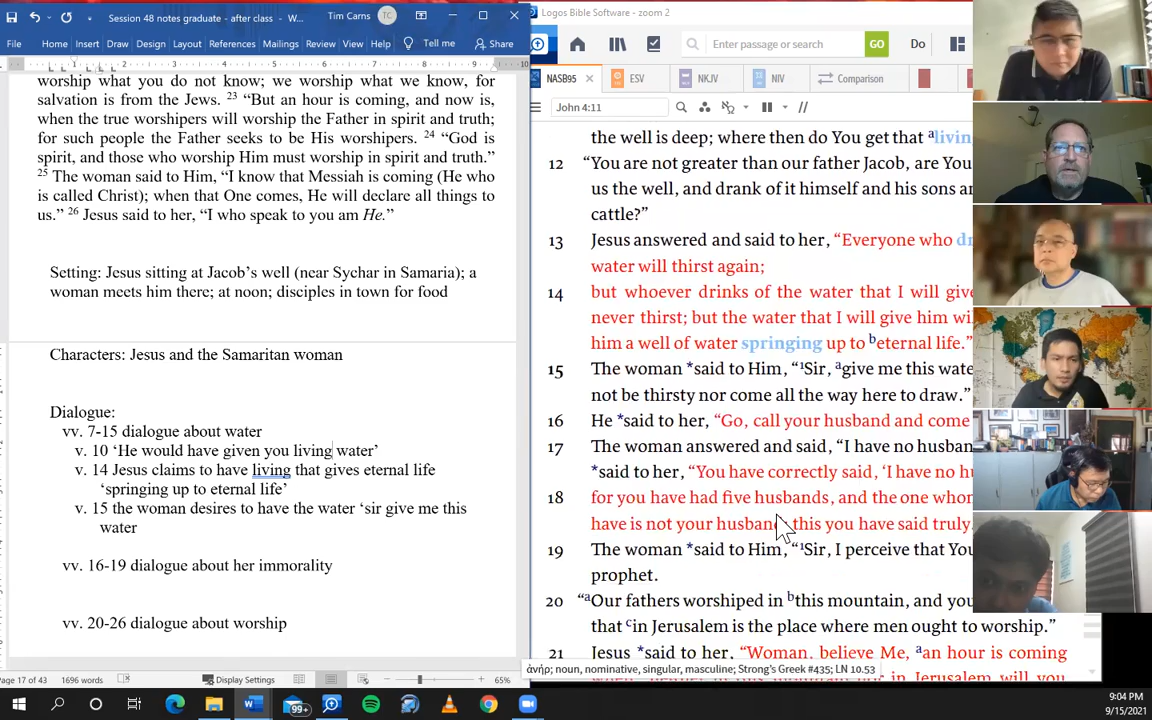 Session 48 notes graduate - after class - W...
Tim Carns
TC
File
Home
Insert
Draw
Design
Layout
References
Mailings
Review
View
Help
Tell me
Share
worship what you do not know; we worship what we know, for
salvation is from the Jews. 23 “But an hour is coming, and now is,
when the true worshipers will worship the Father in spirit and truth;
for such people the Father seeks to be His worshipers. 24 “God is
spirit, and those who worship Him must worship in spirit and truth.”
25 The woman said to Him, “I know that Messiah is coming (He who
is called Christ); when that One comes, He will declare all things to
us.” 26 Jesus said to her, “I who speak to you am He.”
Setting: Jesus sitting at Jacob’s well (near Sychar in Samaria); a
woman meets him there; at noon; disciples in town for food
Characters: Jesus and the Samaritan woman
Dialogue:
vv. 7-15 dialogue about water
v. 10 ‘He would have given you living water’
v. 14 Jesus claims to have living that gives eternal life
‘springing up to eternal life’
v. 15 the woman desires to have the water ‘sir give me this
water
vv. 16-19 dialogue about her immorality
vv. 20-26 dialogue about worship
Page 17 of 43
1696 words
Display Settings
65%
Logos Bible Software - zoom 2
Enter passage or search
GO
Do
NASB95
ESV
NKJV
NIV
Comparison
John 4:11
the well is deep; where then do You get that a living
12 “You are not greater than our father Jacob, are You
us the well, and drank of it himself and his sons a
cattle?”
13 Jesus answered and said to her, “Everyone who
water will thirst again;
14 but whoever drinks of the water that I will give
never thirst; but the water that I will give him wi
him a well of water springing up to b eternal life.”
15 The woman *said to Him, “1Sir, a give me this wate
not be thirsty nor come all the way here to draw.”
16 He *said to her, “Go, call your husband and come
17 The woman answered and said, “I have no husban
*said to her, “You have correctly said, ‘I have no hu
18 for you have had five husbands, and the one whom
have is not your husband; this you have said truly.
19 The woman *said to Him, “1Sir, I perceive that You
prophet.
20 “aOur fathers worshiped in b this mountain, and you
that c in Jerusalem is the place where men ought to worship.”
21 Jesus *said to her, “Woman, believe Me, a an hour is coming
ἀνήρ; noun, nominative, singular, masculine; Strong’s Greek #435; LN 10.53
99+
9:04 PM
9/15/2021